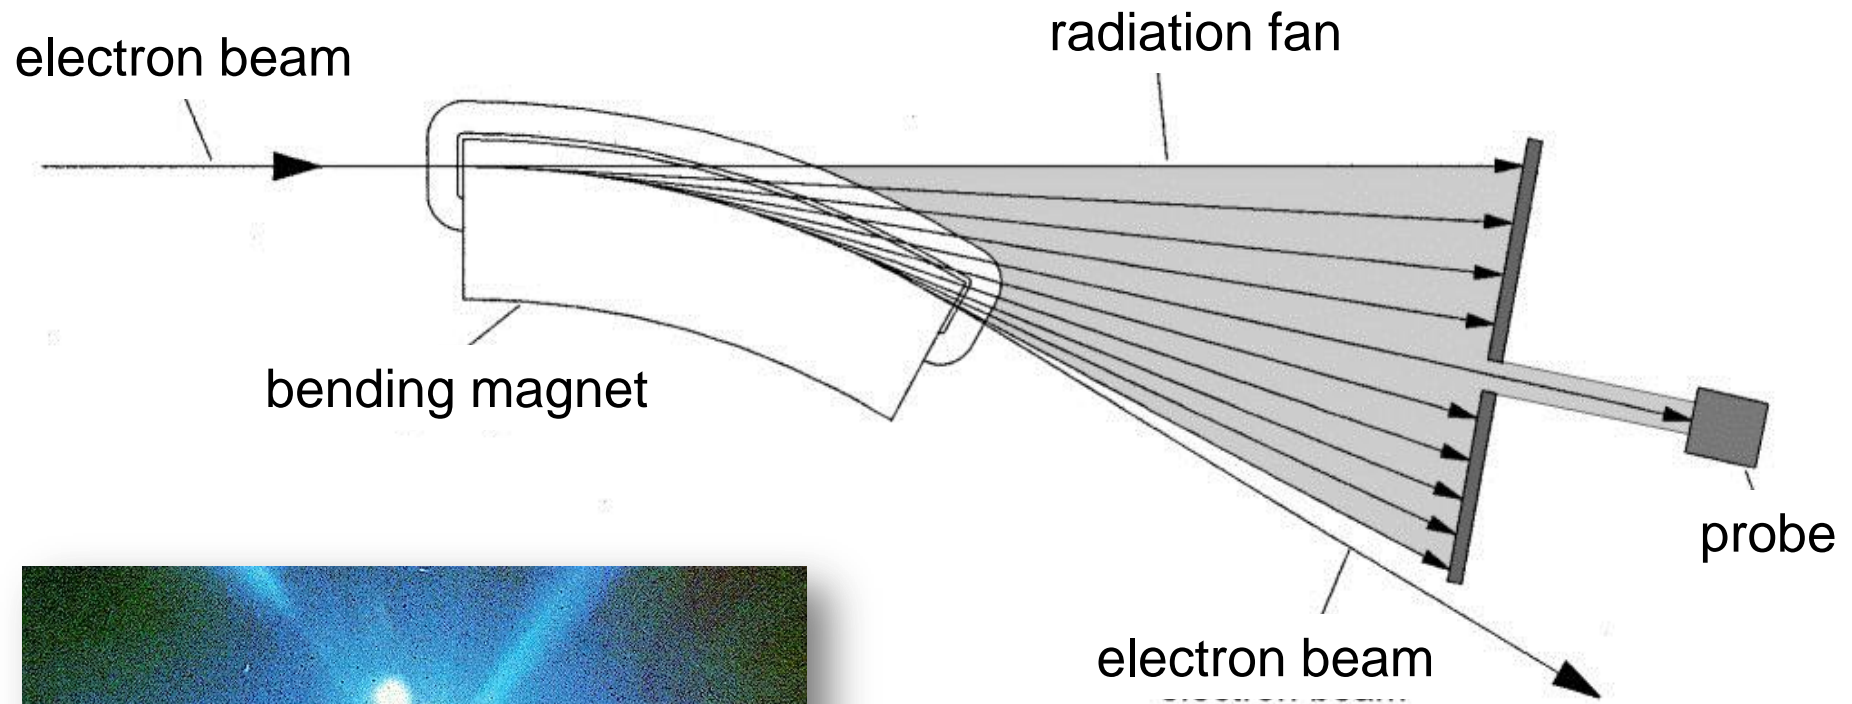 radiation fan
electron beam
bending magnet
probe
electron beam